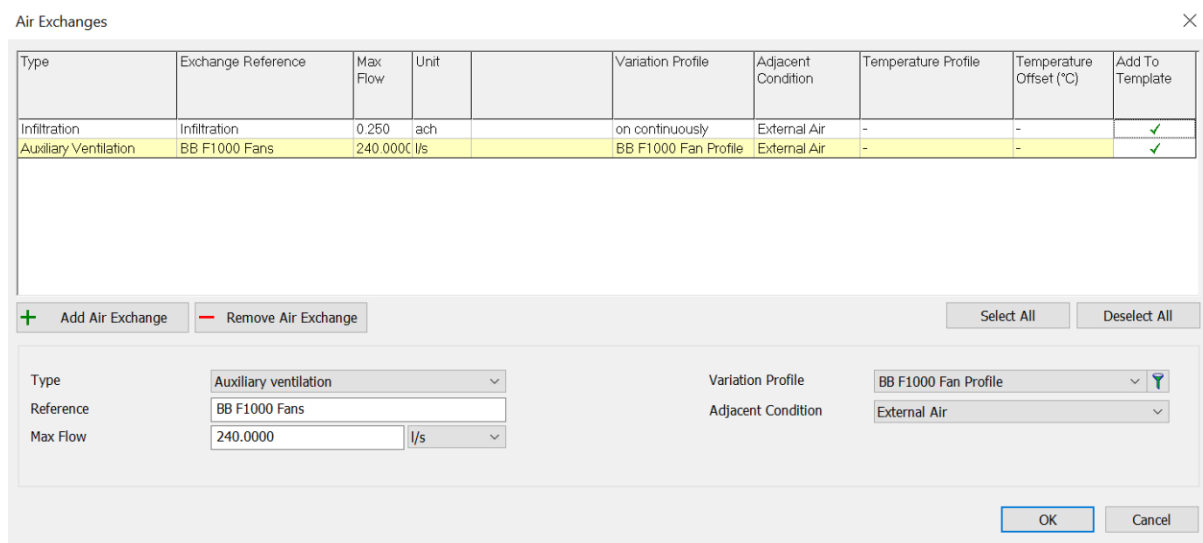 Air Exchanges
Type Exchange Reference Max Flow Unit Variation Profile Adjacent Condition Temperature Profile Temperature Offset (°C) Add To Template
Infiltration Infiltration 0.250 ach on continuously External Air - -
Auxiliary Ventilation BB F1000 Fans 240.000 l/s BB F1000 Fan Profile External Air - -
Add Air Exchange Remove Air Exchange Select All Deselect All
Type Auxiliary ventilation Variation Profile BB F1000 Fan Profile
Reference BB F1000 Fans Adjacent Condition External Air
Max Flow 240.0000 l/s
OK Cancel